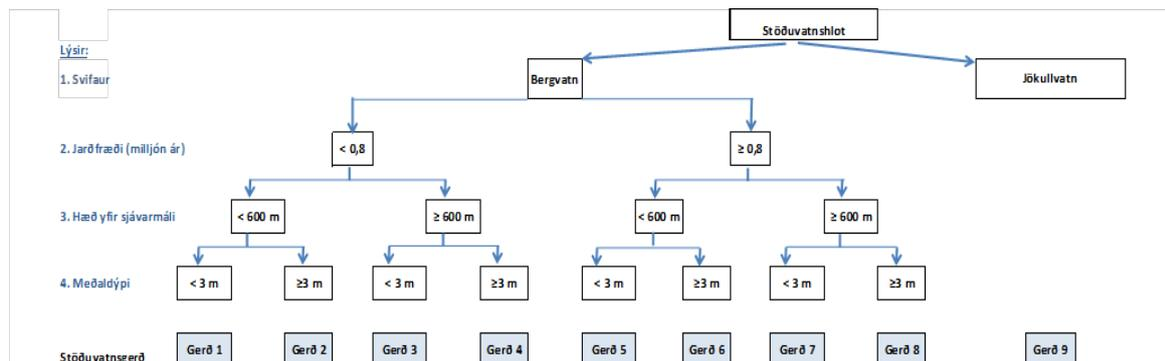 Stöðuvatnshlot
Lýsir:
1. Svifaur
Bergvatn
Jökullvatn
2. Jarðfræði (milljón ár)
< 0,8
≥ 0,8
3. Hæð yfir sjávarmáli
< 600 m
≥ 600 m
< 600 m
≥ 600 m
4. Meðaldýpi
< 3 m
≥3 m
< 3 m
≥3 m
< 3 m
≥3 m
< 3 m
≥3 m
Stöðuvatnsgerð
Gerð 1
Gerð 2
Gerð 3
Gerð 4
Gerð 5
Gerð 6
Gerð 7
Gerð 8
Gerð 9